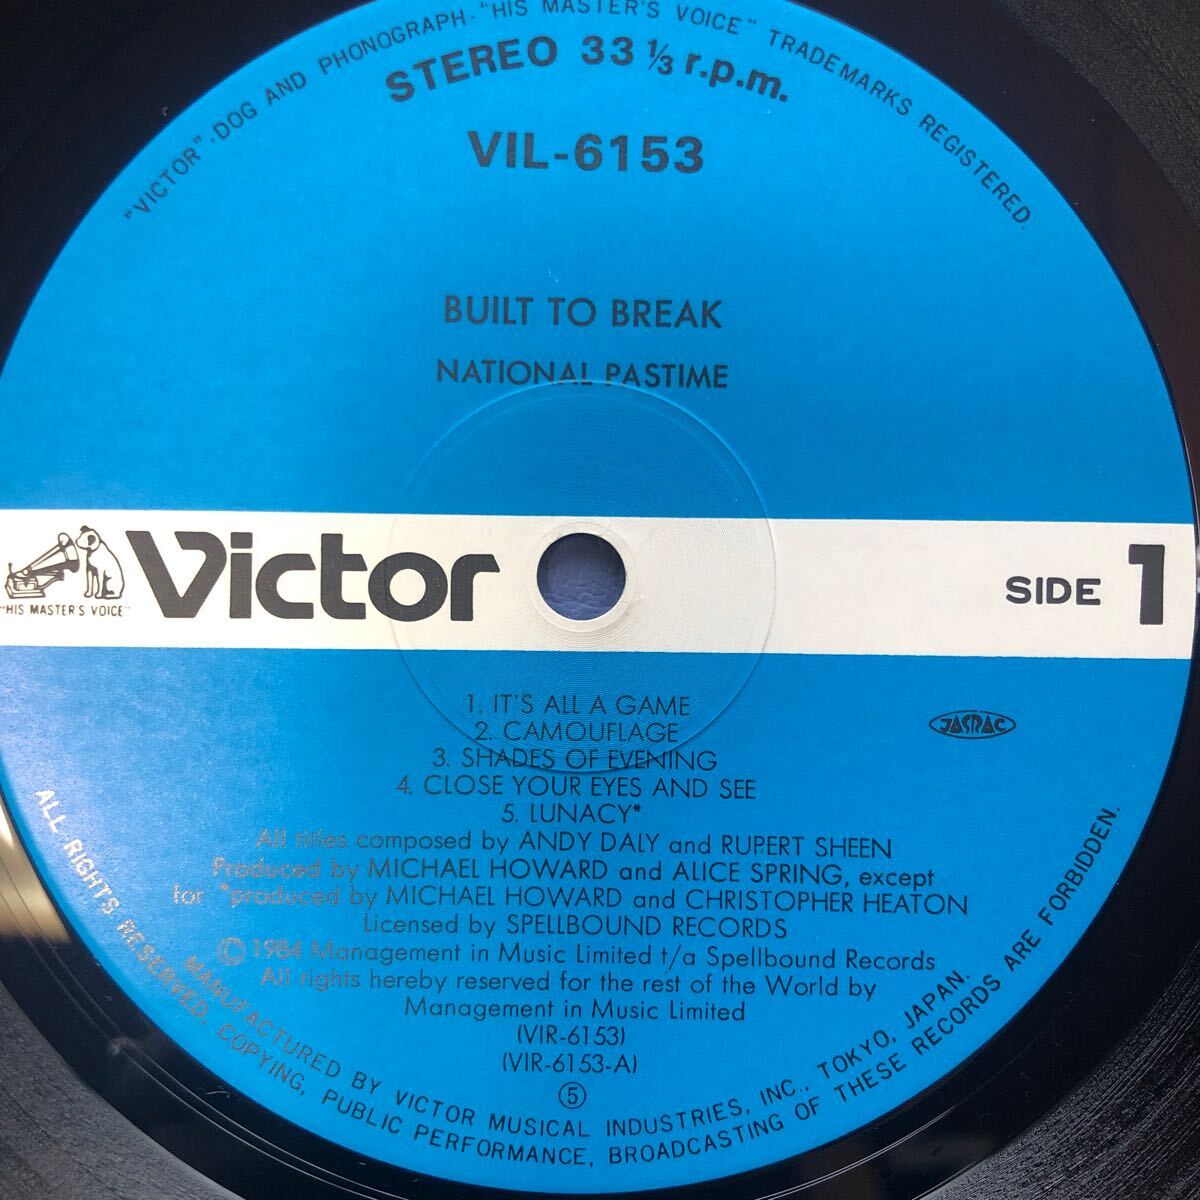 "VICTOR"·DOG AND PHONOGRAPH·"HIS MASTER'S VOICE" TRADEMARKS REGISTERED.
STEREO 33 ⅓ r.p.m.
VIL-6153
BUILT TO BREAK
NATIONAL PASTIME
"HIS MASTER'S VOICE"
Victor
SIDE 1
1. IT'S ALL A GAME
2. CAMOUFLAGE
3. SHADES OF EVENING
4. CLOSE YOUR EYES AND SEE
5. LUNACY*
JASRAC
All titles composed by ANDY DALY and RUPERT SHEEN
Produced by MICHAEL HOWARD and ALICE SPRING, except
for *produced by MICHAEL HOWARD and CHRISTOPHER HEATON
Licensed by SPELLBOUND RECORDS
© 1984 Management in Music Limited t/a Spellbound Records
All rights hereby reserved for the rest of the World by
Management in Music Limited
(VIR-6153)
(VIR-6153-A)
⑤
MANUFACTURED BY VICTOR MUSICAL INDUSTRIES, INC., TOKYO, JAPAN.
ALL RIGHTS RESERVED. COPYING, PUBLIC PERFORMANCE, BROADCASTING OF THESE RECORDS ARE FORBIDDEN.